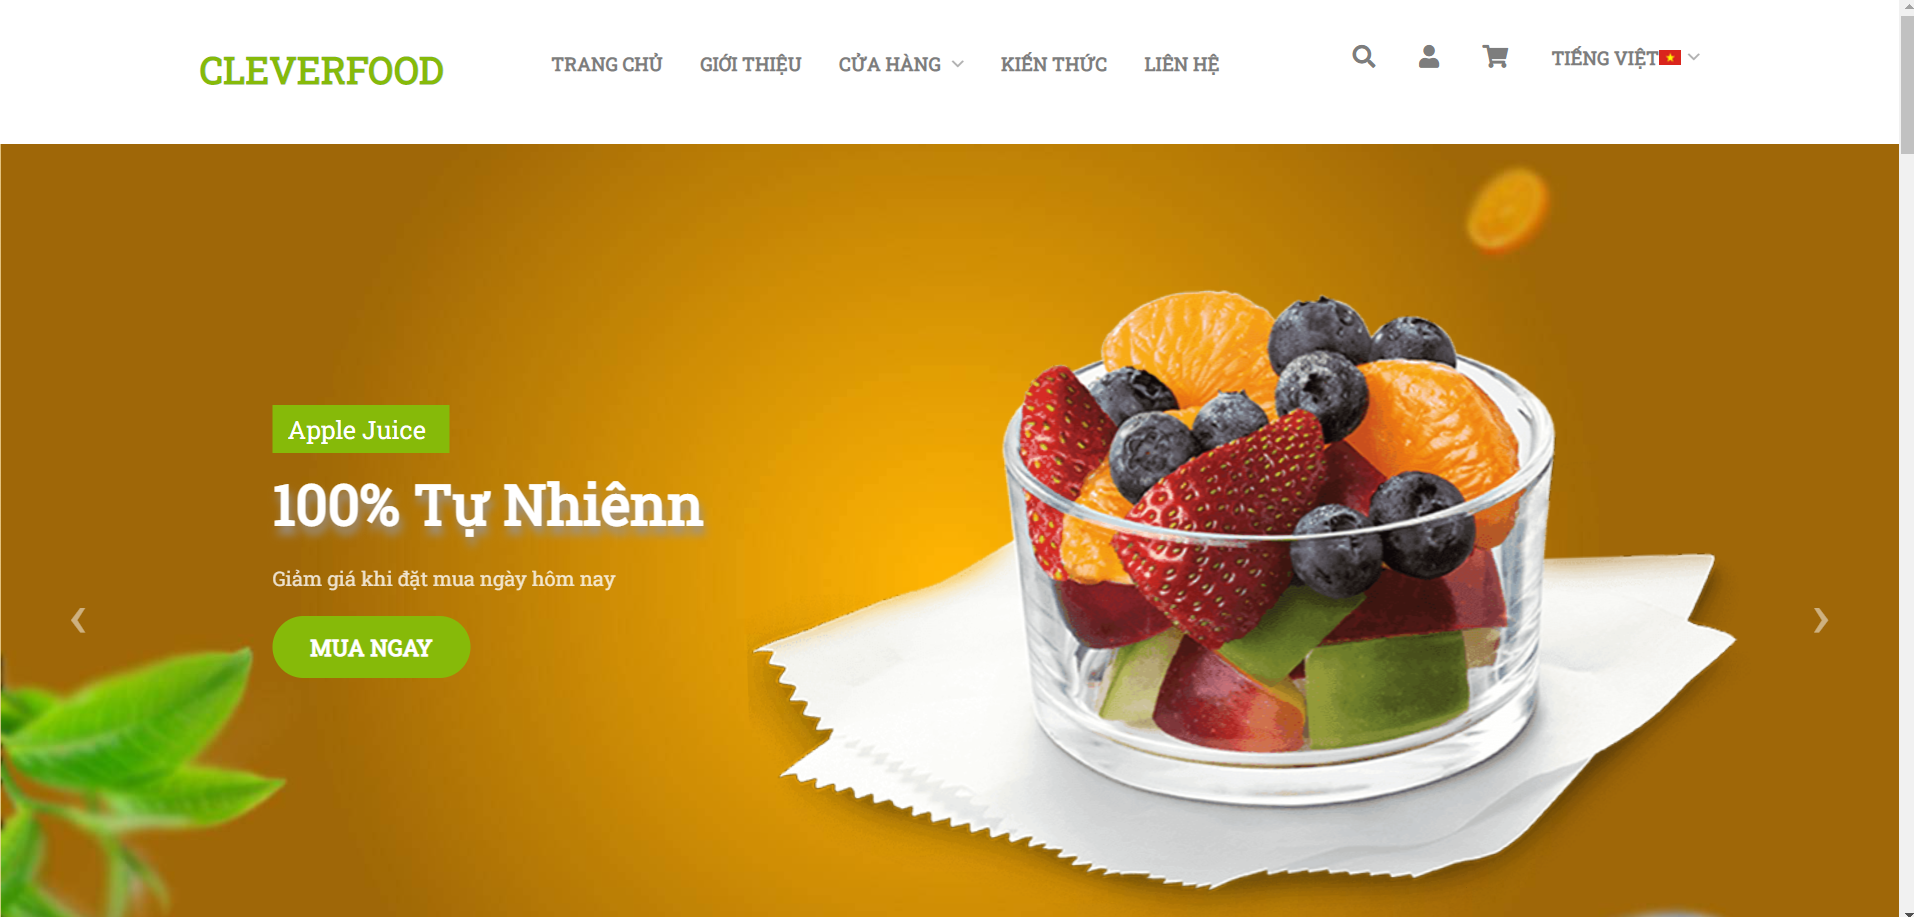 CLEVERFOOD
TRANG CHỦ GIỚI THIỆU CỬA HÀNG KIẾN THỨC LIÊN HỆ TIẾNG VIỆT
Apple Juice
100% Tự Nhiênn
Giảm giá khi đặt mua ngày hôm nay
MUA NGAY